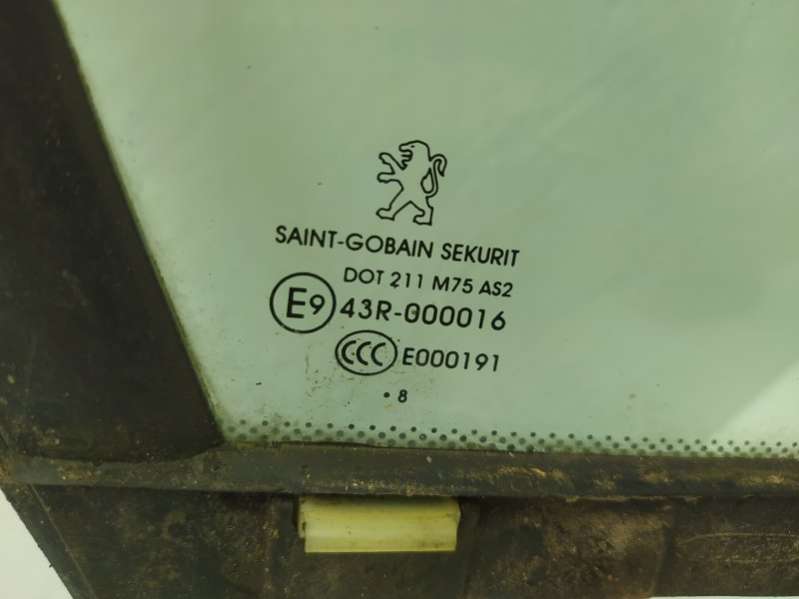 SAINT-GOBAIN SEKURIT
DOT 211 M75 AS2
E9 43R-000016
CCC E000191
• 8